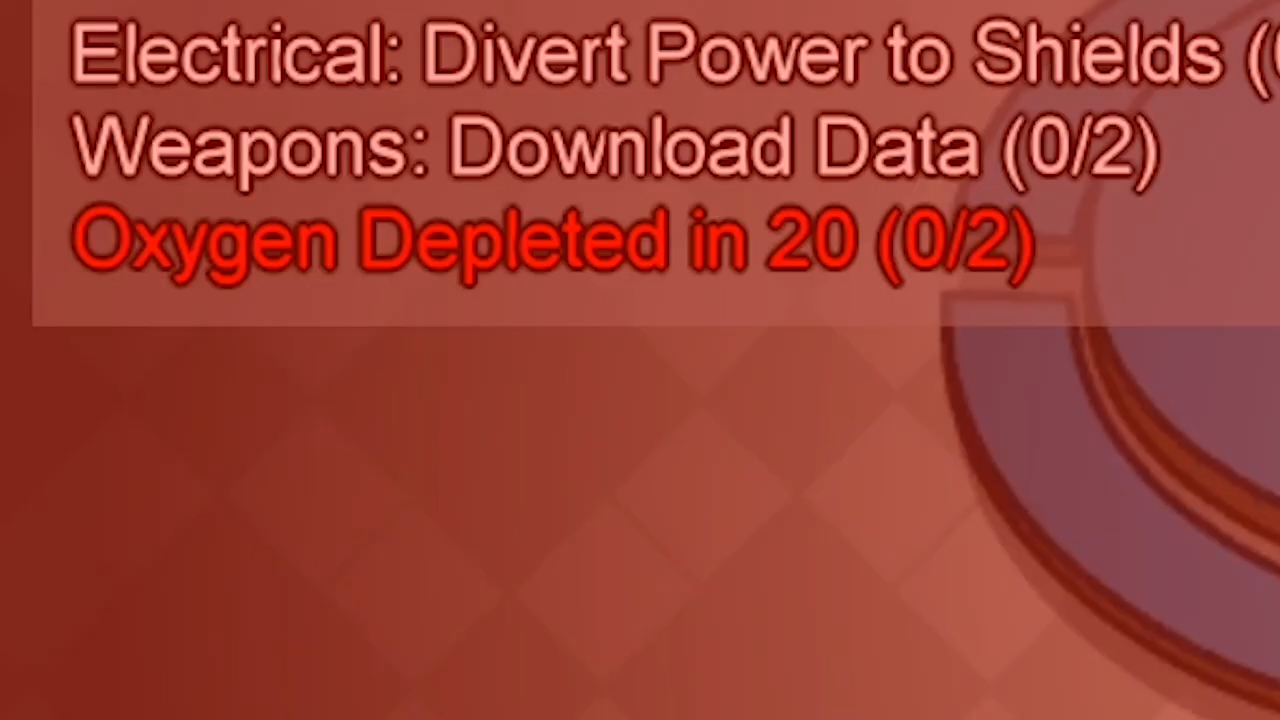 Electrical: Divert Power to Shields (
Weapons: Download Data (0/2)
Oxygen Depleted in 20 (0/2)